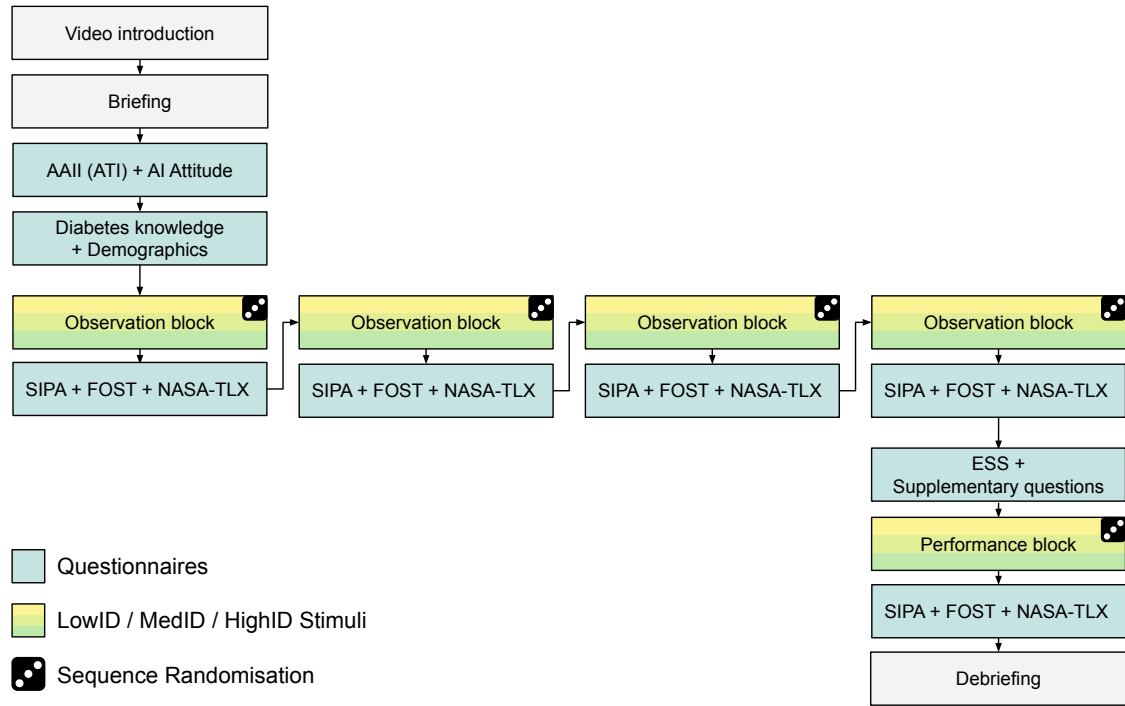 Video introduction
Briefing
AAII (ATI) + AI Attitude
Diabetes knowledge
+ Demographics
Observation block
SIPA + FOST + NASA-TLX
Observation block
SIPA + FOST + NASA-TLX
Observation block
SIPA + FOST + NASA-TLX
Observation block
SIPA + FOST + NASA-TLX
ESS +
Supplementary questions
Performance block
SIPA + FOST + NASA-TLX
Debriefing
Questionnaires
LowID / MedID / HighID Stimuli
Sequence Randomisation